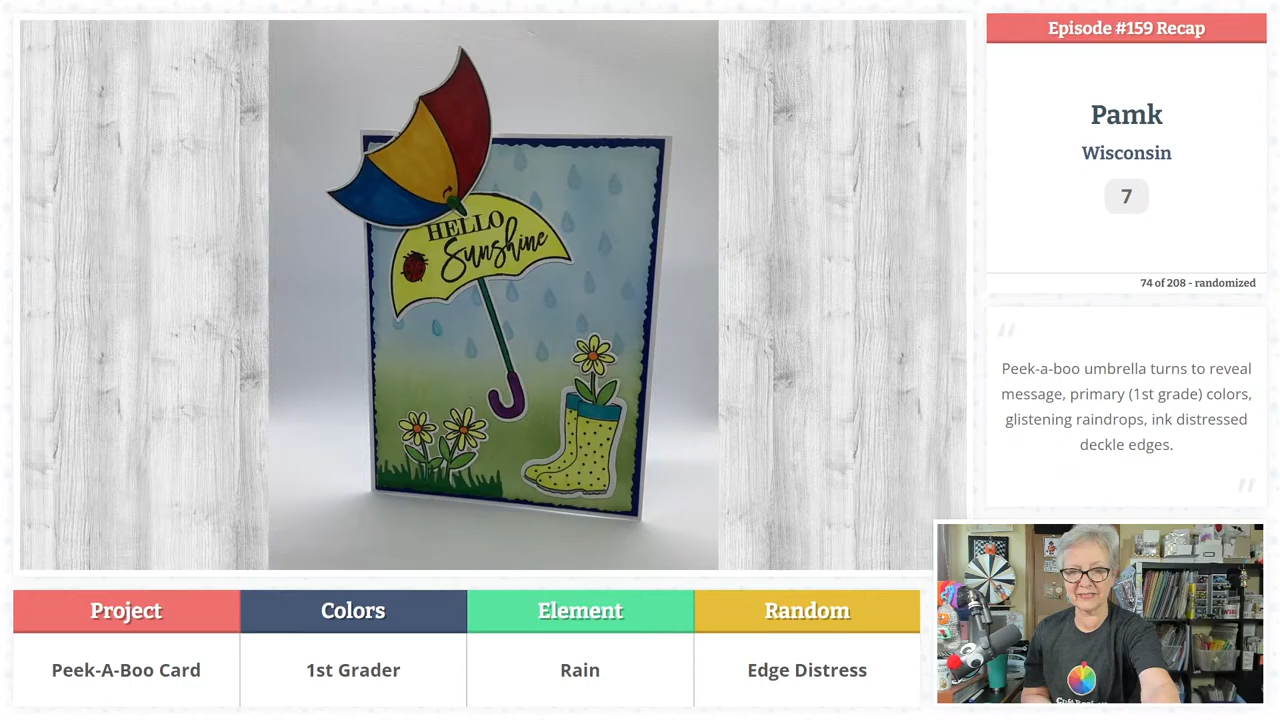 Episode #159 Recap
Pamk
Wisconsin
7
74 of 208 - randomized
HELLO
Sunshine
Peek-a-boo umbrella turns to reveal
message, primary (1st grade) colors,
glistening raindrops, ink distressed
deckle edges.
Project
Colors
Element
Random
Peek-A-Boo Card
1st Grader
Rain
Edge Distress